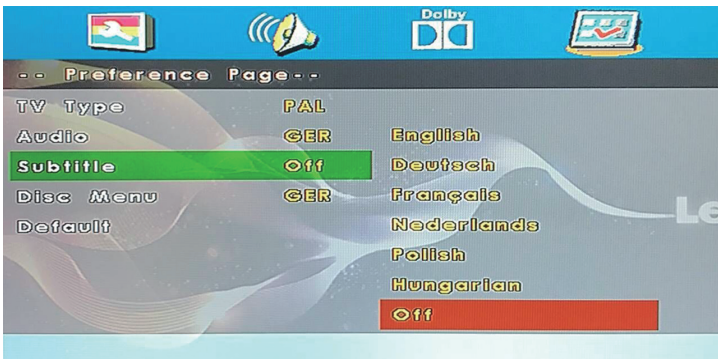 Dolby
-- Preference Page--
TV Type PAL
Audio GER English
Subtitle Off Deutsch
Disc Menu GER Français
Default Nederlands
Le
Polish
Hungarian
Off